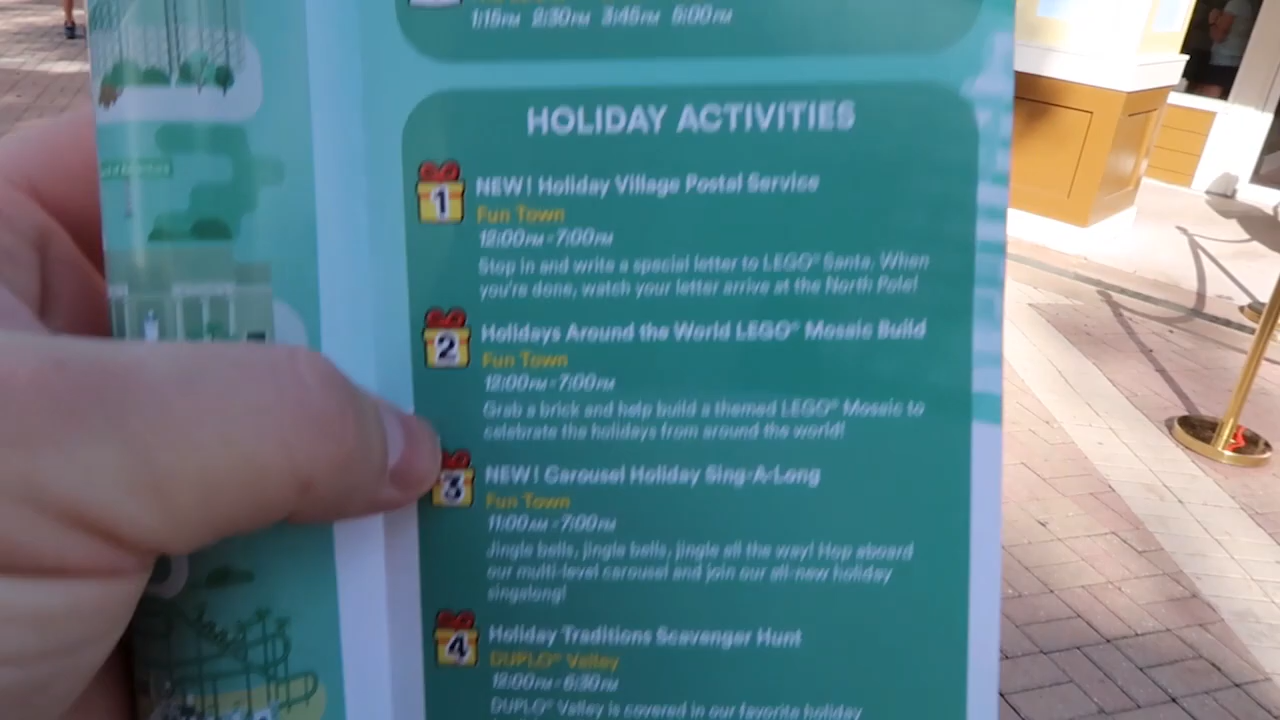 1:15PM 2:30PM 3:45PM 5:00PM
HOLIDAY ACTIVITIES
1
NEW! Holiday Village Postal Service
Fun Town
12:00PM - 7:00PM
Stop in and write a special letter to LEGO® Santa. When
you're done, watch your letter arrive at the North Pole!
2
Holidays Around the World LEGO® Mosaic Build
Fun Town
12:00PM - 7:00PM
Grab a brick and help build a themed LEGO® Mosaic to
celebrate the holidays from around the world!
3
NEW! Carousel Holiday Sing-A-Long
Fun Town
11:00AM - 7:00PM
Jingle bells, jingle bells, jingle all the way! Hop aboard
our multi-level carousel and join our all-new holiday
singalong!
4
Holiday Traditions Scavenger Hunt
DUPLO® Valley
12:00PM - 6:30PM
DUPLO® Valley is covered in our favorite holiday